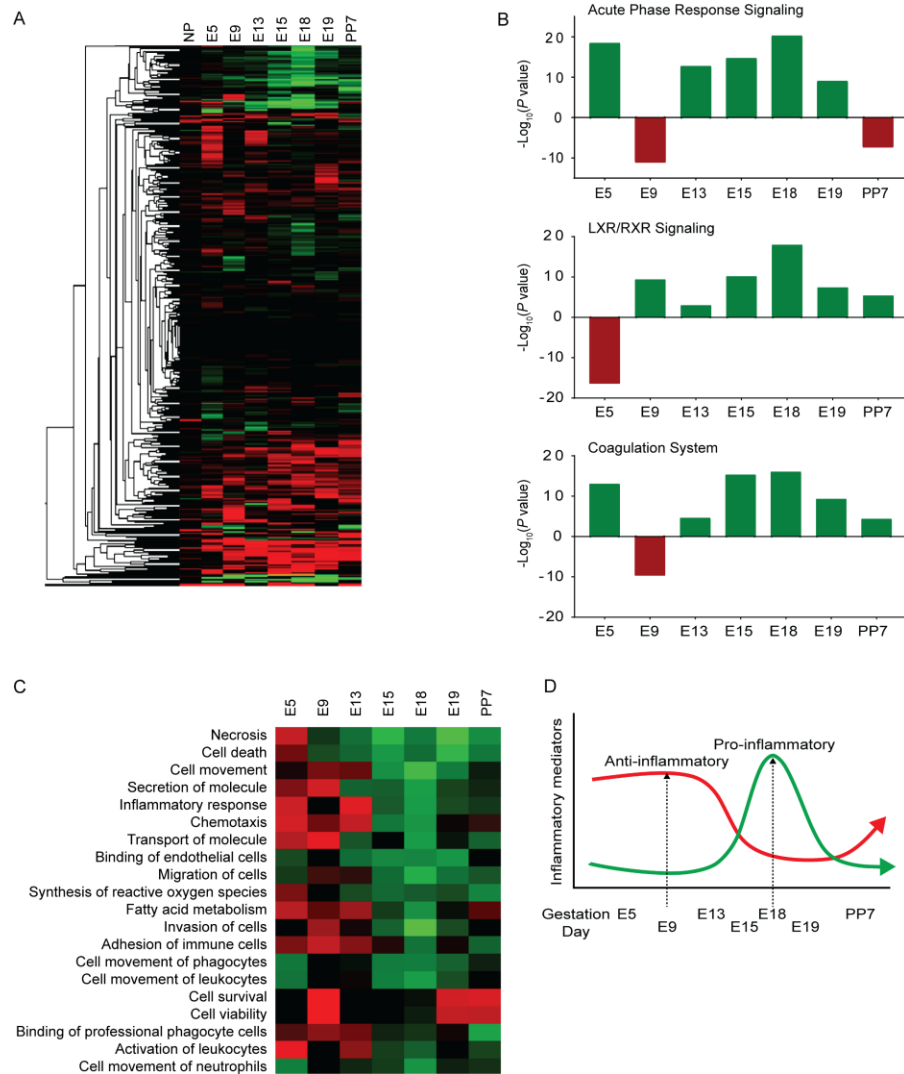 A
NP E5 E9 E13 E15 E18 E19 PP7
B
Acute Phase Response Signaling
-Log10(P value)
20
10
0
-10
E5 E9 E13 E15 E18 E19 PP7
LXR/RXR Signaling
-Log10(P value)
20
10
0
-10
-20
E5 E9 E13 E15 E18 E19 PP7
Coagulation System
-Log10(P value)
20
10
0
-10
-20
E5 E9 E13 E15 E18 E19 PP7
C
E5 E9 E13 E15 E18 E19 PP7
Necrosis
Cell death
Cell movement
Secretion of molecule
Inflammatory response
Chemotaxis
Transport of molecule
Binding of endothelial cells
Migration of cells
Synthesis of reactive oxygen species
Fatty acid metabolism
Invasion of cells
Adhesion of immune cells
Cell movement of phagocytes
Cell movement of leukocytes
Cell survival
Cell viability
Binding of professional phagocyte cells
Activation of leukocytes
Cell movement of neutrophils
D
Inflammatory mediators
Pro-inflammatory
Anti-inflammatory
Gestation Day
E5 E9 E13 E15 E18 E19 PP7